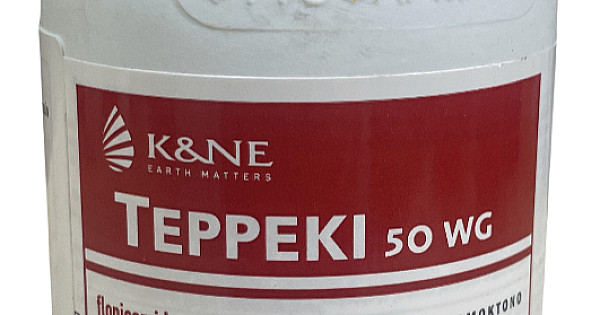 K&NE
EARTH MATTERS
TEPPEKI 50 WG